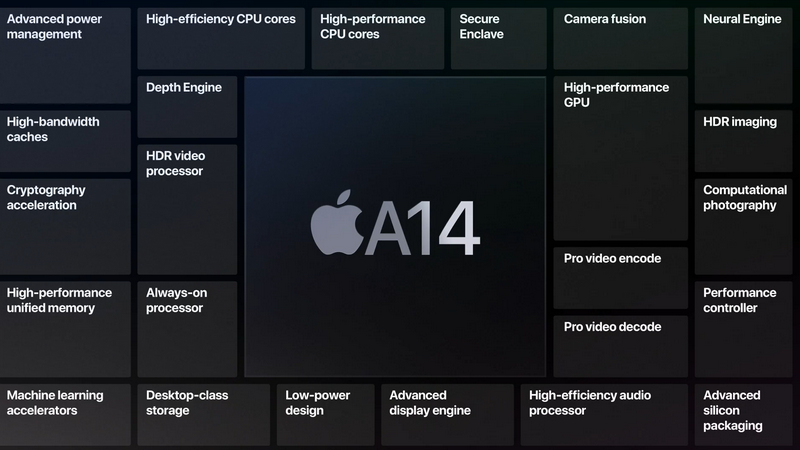 Advanced power
management
High-efficiency CPU cores
High-performance
CPU cores
Secure
Enclave
Camera fusion
Neural Engine
Depth Engine
High-performance
GPU
High-bandwidth
caches
HDR imaging
HDR video
processor
Cryptography
acceleration
Computational
photography
A14
Pro video encode
High-performance
unified memory
Always-on
processor
Performance
controller
Pro video decode
Machine learning
accelerators
Desktop-class
storage
Low-power
design
Advanced
display engine
High-efficiency audio
processor
Advanced
silicon
packaging